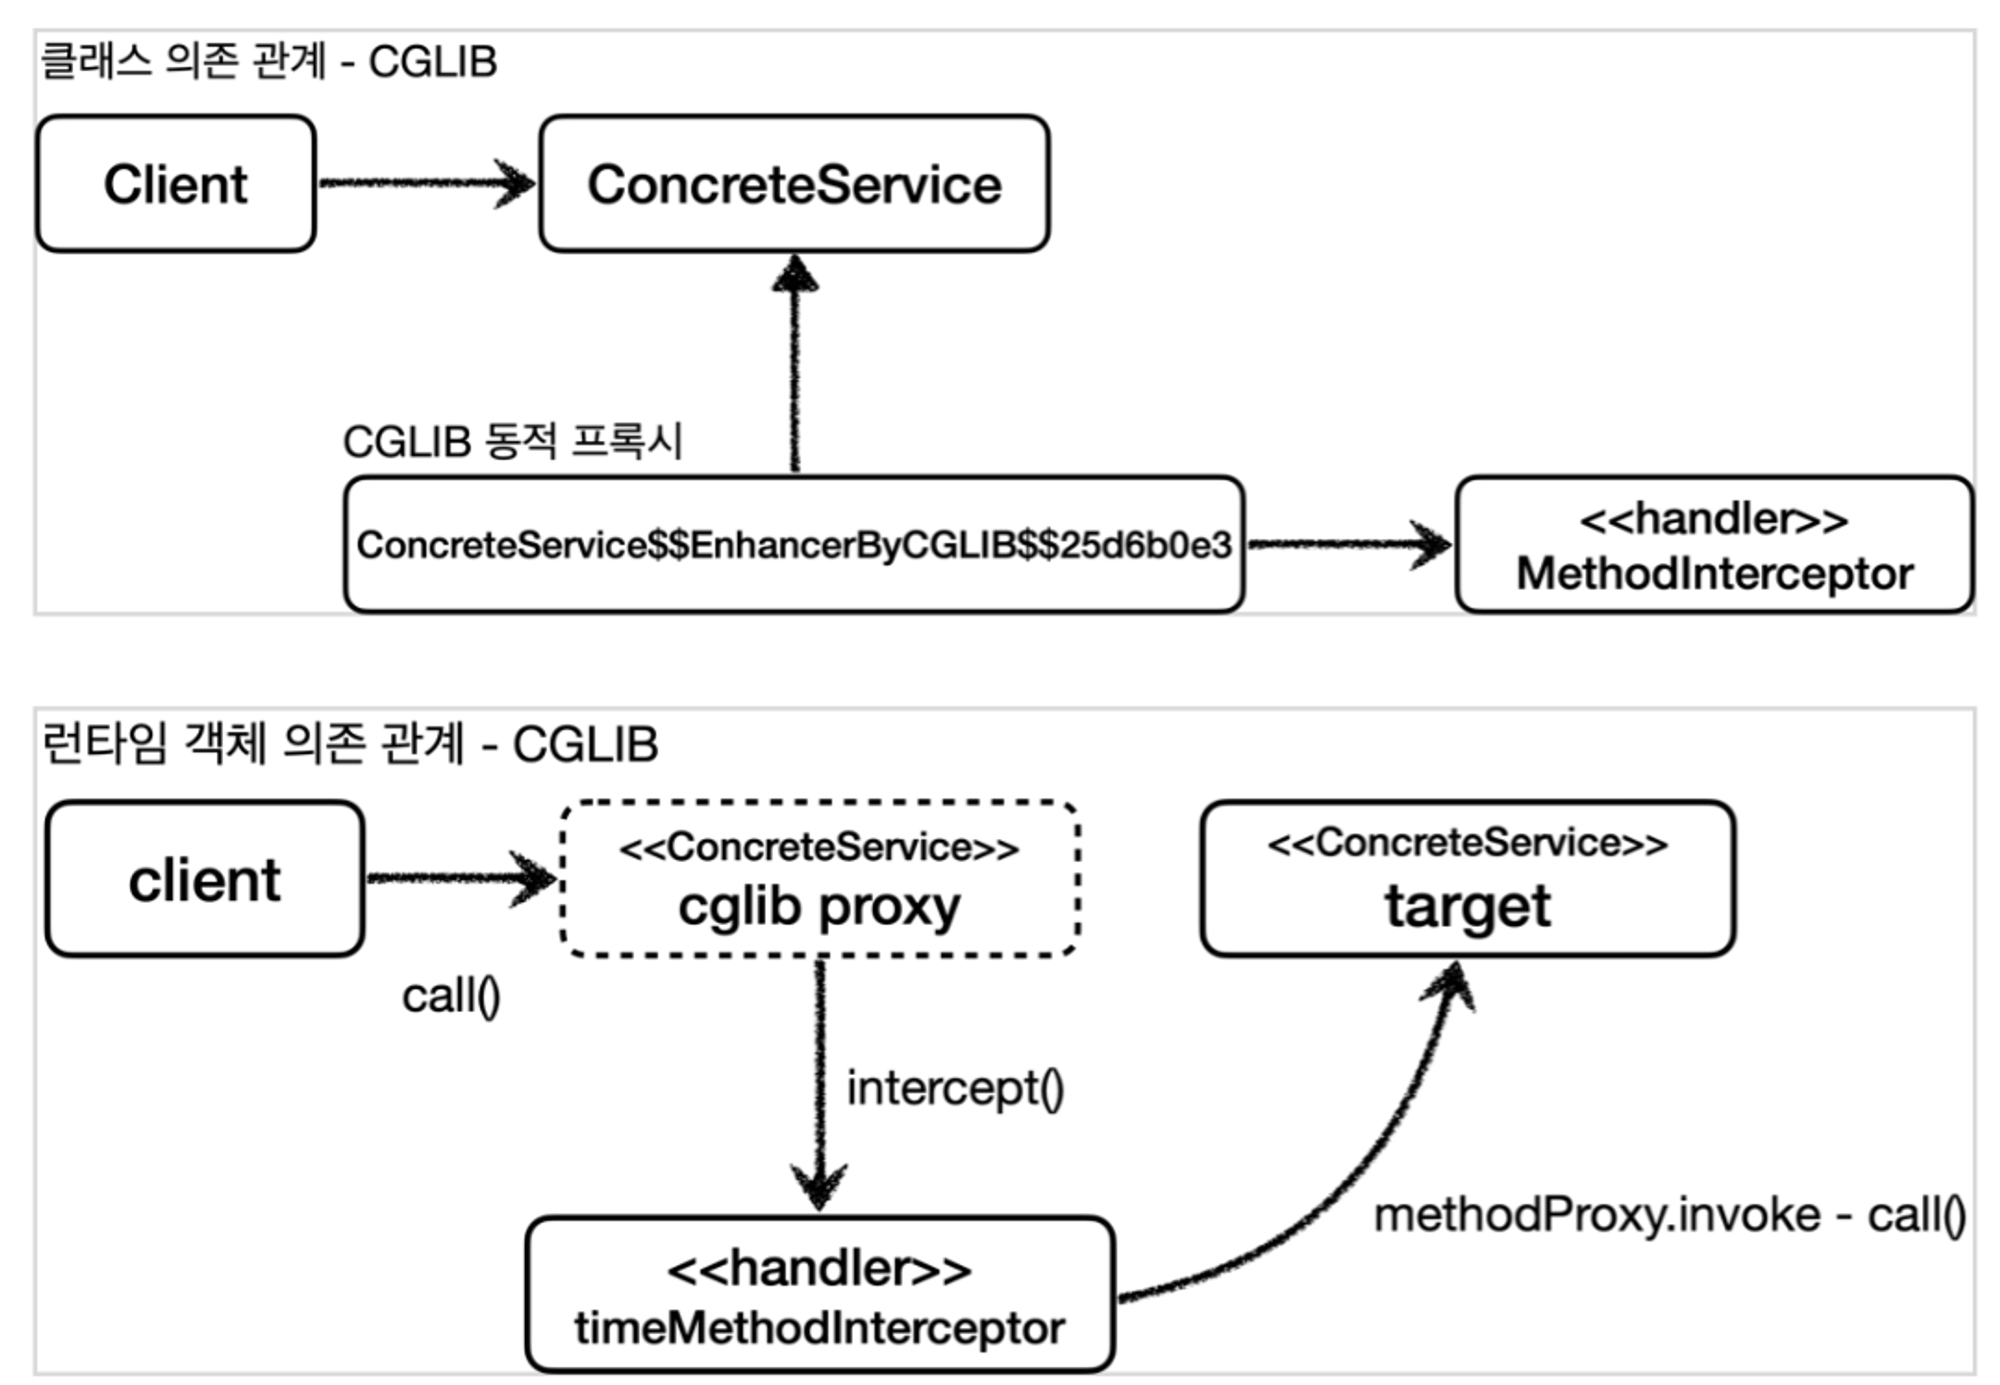 클래스 의존 관계 - CGLIB
Client
ConcreteService
CGLIB 동적 프록시
ConcreteService$$EnhancerByCGLIB$$25d6b0e3
<<handler>>
MethodInterceptor
런타임 객체 의존 관계 - CGLIB
client
<<ConcreteService>>
cglib proxy
<<ConcreteService>>
target
call()
intercept()
methodProxy.invoke - call()
<<handler>>
timeMethodInterceptor